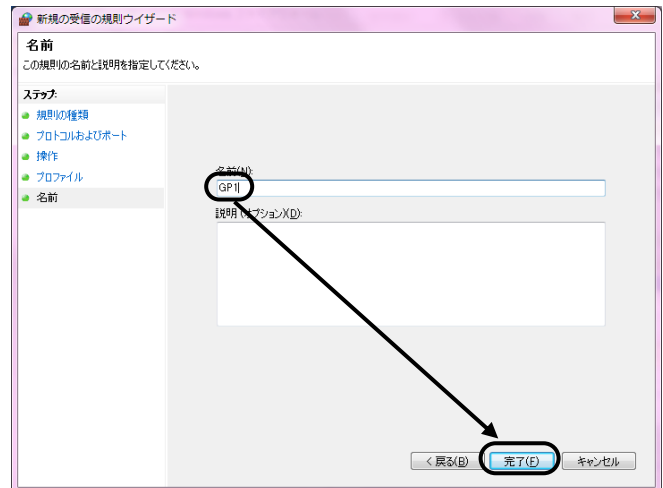 新規の受信の規則ウィザード
名前
この規則の名前と説明を指定してください。
ステップ:
規則の種類
プロトコルおよびポート
操作
プロファイル
名前
名前(N):
GP1
説明 (オプション)(D):
< 戻る(B)
完了(F)
キャンセル